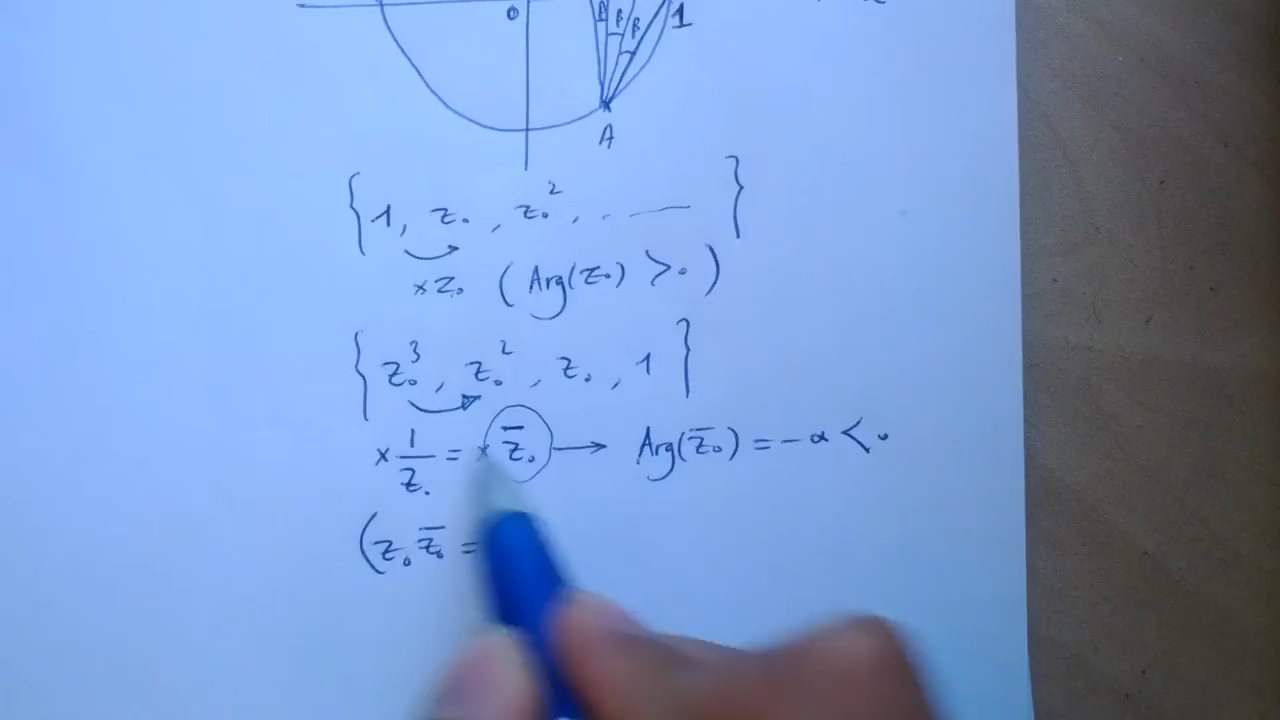 0 β β β 1
A
{1, z₀, z₀², . . — }
×z₀ (Arg(z₀) >0)
{z₀³, z₀², z₀, 1}
× 1/z₀ = × z̄₀ → Arg(z̄₀) = -α < 0
(z₀ z̄₀ =